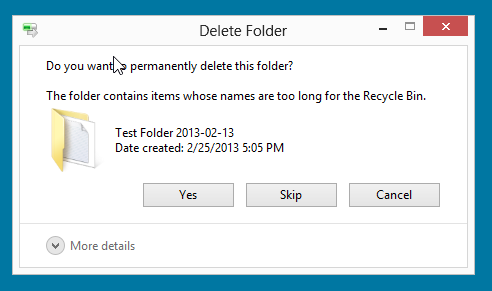 Delete Folder
Do you want to permanently delete this folder?
The folder contains items whose names are too long for the Recycle Bin.
Test Folder 2013-02-13
Date created: 2/25/2013 5:05 PM
Yes
Skip
Cancel
More details